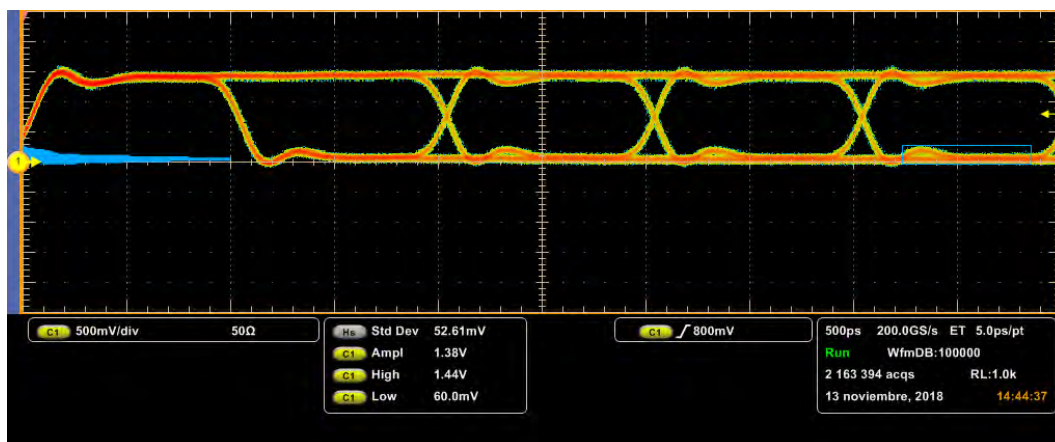 1
C1 500mV/div 50Ω
Hs Std Dev 52.61mV
C1 Ampl 1.38V
C1 High 1.44V
C1 Low 60.0mV
C1 800mV
500ps 200.0GS/s ET 5.0ps/pt
Run WfmDB:100000
2 163 394 acqs RL:1.0k
13 noviembre, 2018 14:44:37